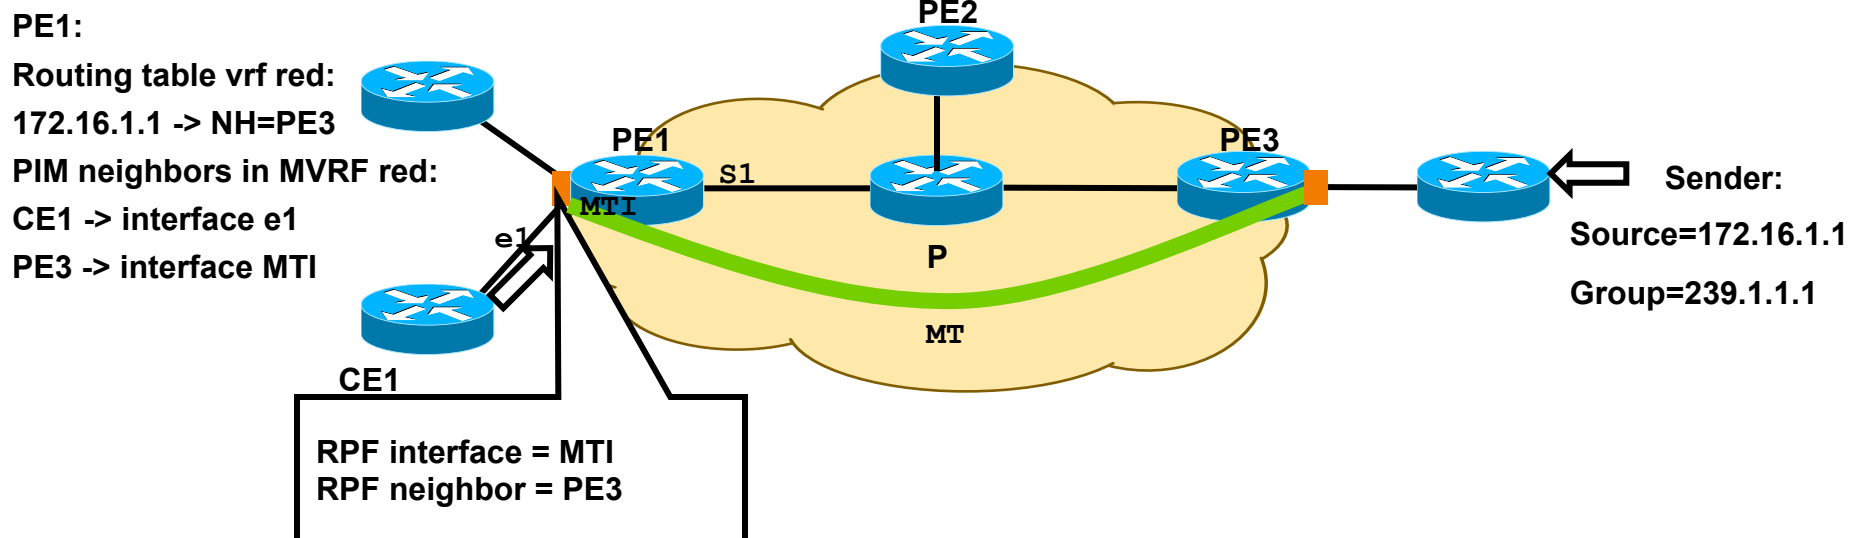 PE1:
Routing table vrf red:
172.16.1.1 -> NH=PE3
PIM neighbors in MVRF red:
CE1 -> interface e1
PE3 -> interface MTI
PE2
PE1
PE3
S1
MTI
e1
P
MT
CE1
Sender:
Source=172.16.1.1
Group=239.1.1.1
RPF interface = MTI
RPF neighbor = PE3